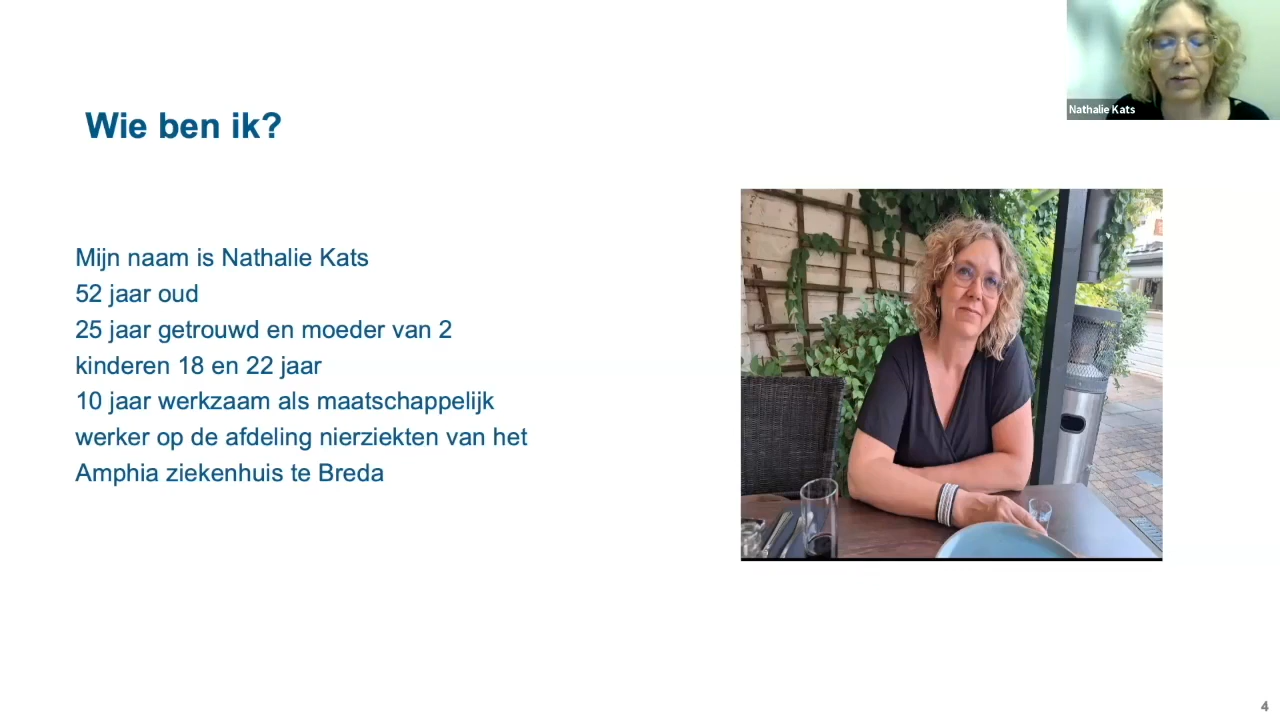 Nathalie Kats
Wie ben ik?
Mijn naam is Nathalie Kats
52 jaar oud
25 jaar getrouwd en moeder van 2
kinderen 18 en 22 jaar
10 jaar werkzaam als maatschappelijk
werker op de afdeling nierziekten van het
Amphia ziekenhuis te Breda
4